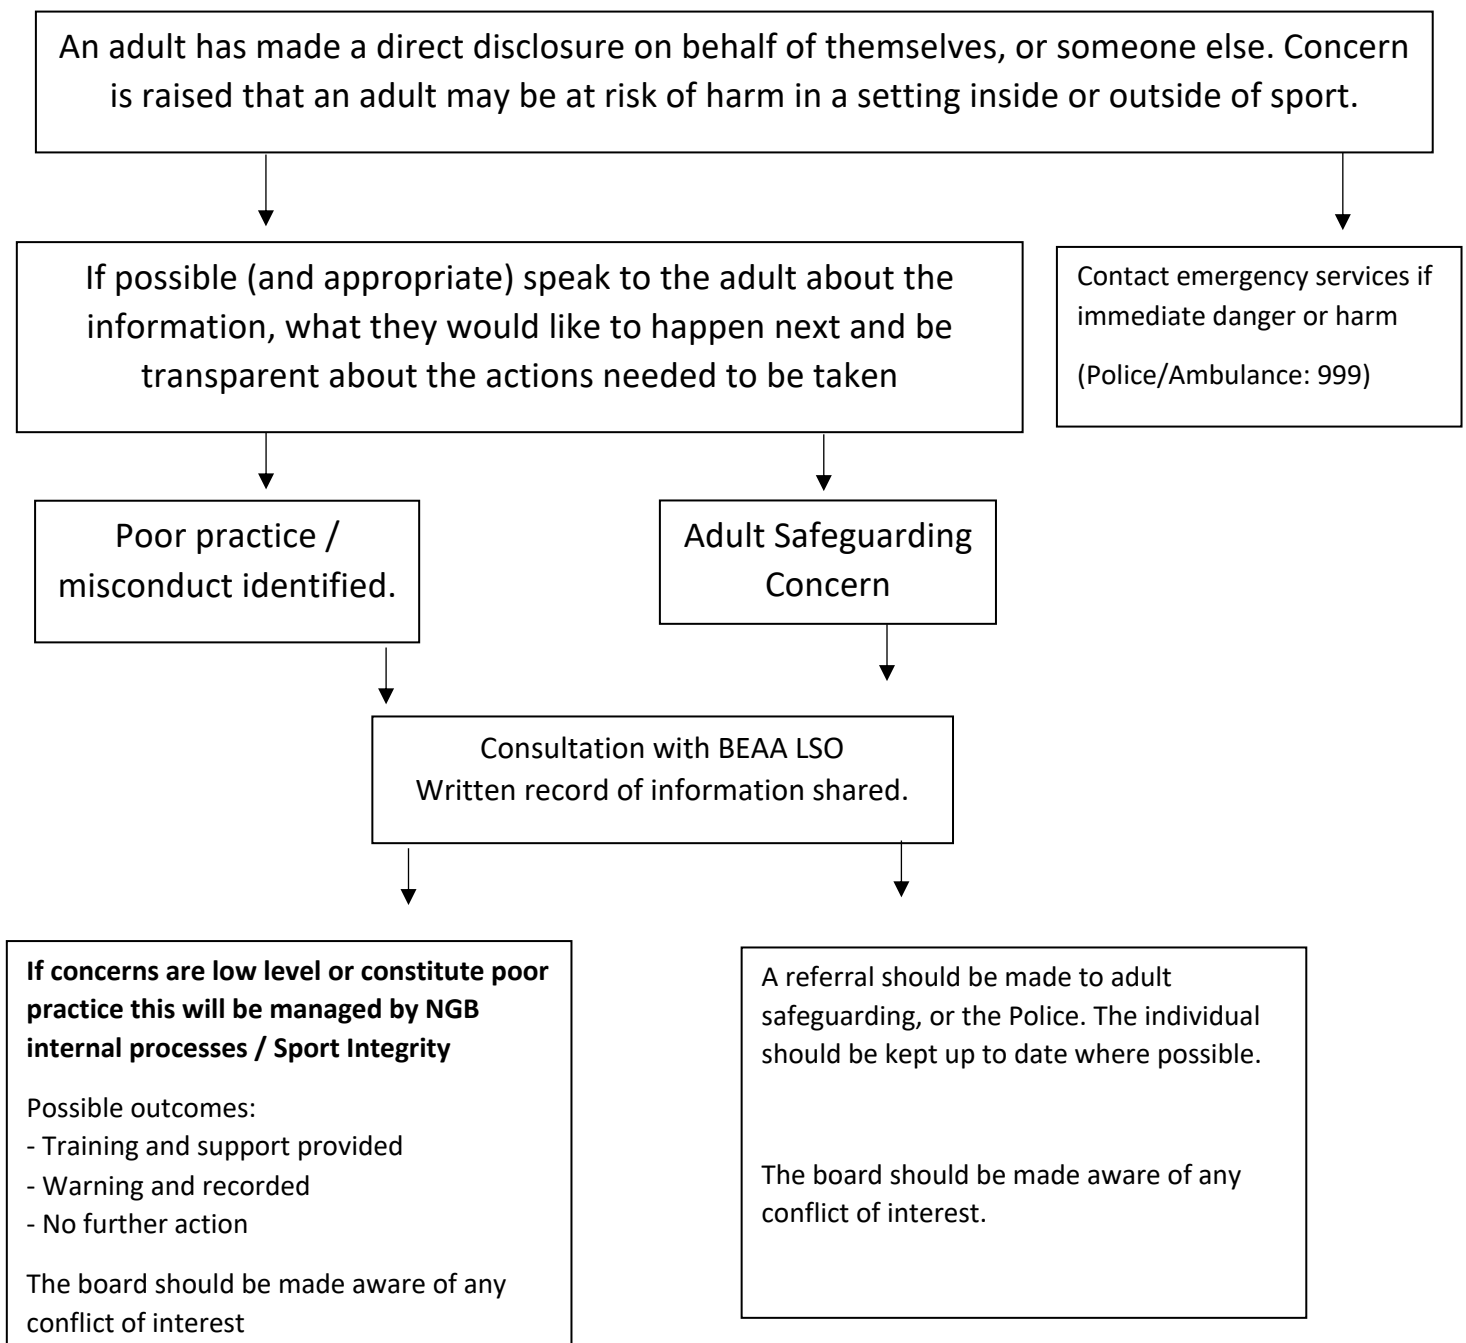 An adult has made a direct disclosure on behalf of themselves, or someone else. Concern
is raised that an adult may be at risk of harm in a setting inside or outside of sport.
If possible (and appropriate) speak to the adult about the
information, what they would like to happen next and be
transparent about the actions needed to be taken
Contact emergency services if
immediate danger or harm
(Police/Ambulance: 999)
Poor practice /
misconduct identified.
Adult Safeguarding
Concern
Consultation with BEAA LSO
Written record of information shared.
If concerns are low level or constitute poor
practice this will be managed by NGB
internal processes / Sport Integrity
Possible outcomes:
- Training and support provided
- Warning and recorded
- No further action
The board should be made aware of any
conflict of interest
A referral should be made to adult
safeguarding, or the Police. The individual
should be kept up to date where possible.
The board should be made aware of any
conflict of interest.